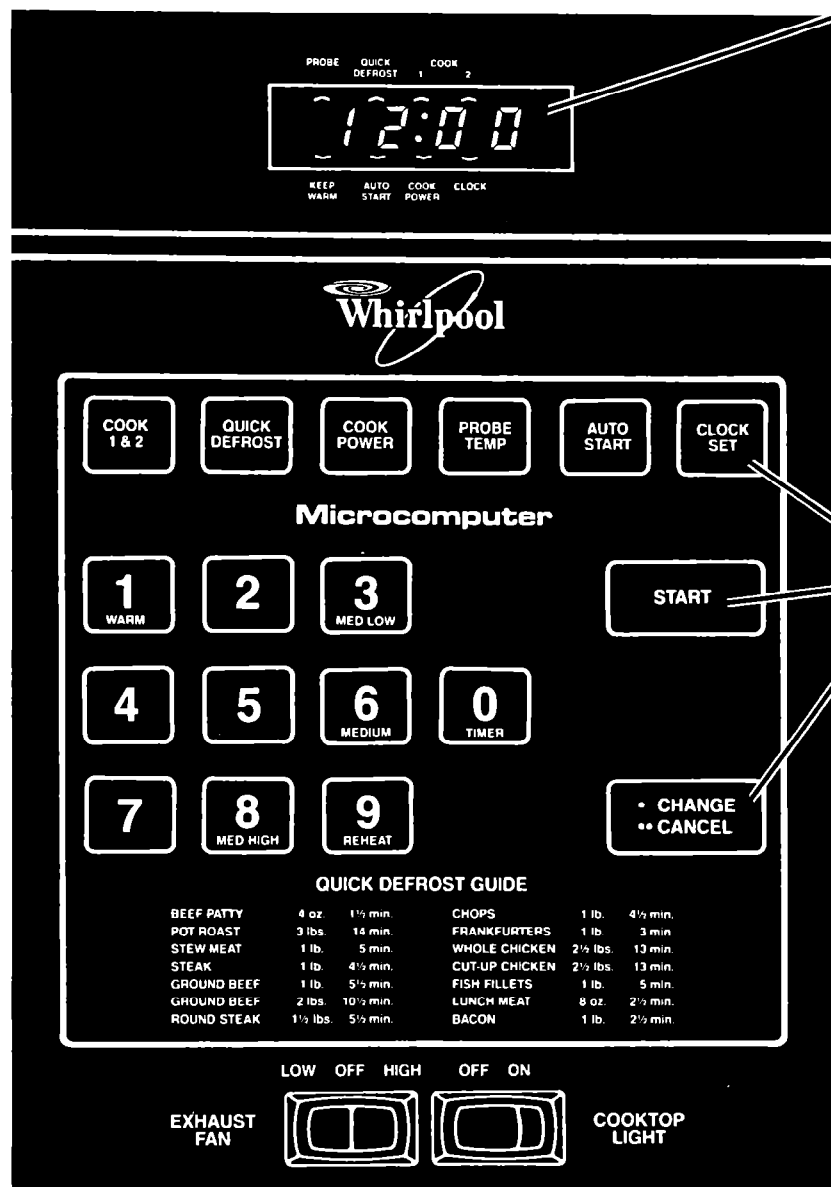 PROBE QUICK DEFROST COOK 1 2
12:00
KEEP WARM AUTO START COOK POWER CLOCK
Whirlpool
COOK 1 & 2
QUICK DEFROST
COOK POWER
PROBE TEMP
AUTO START
CLOCK SET
Microcomputer
1 WARM
2
3 MED LOW
START
4
5
6 MEDIUM
0 TIMER
7
8 MED HIGH
9 REHEAT
• CHANGE
•• CANCEL
QUICK DEFROST GUIDE
BEEF PATTY 4 oz. 1½ min. CHOPS 1 lb. 4½ min.
POT ROAST 3 lbs. 14 min. FRANKFURTERS 1 lb. 3 min
STEW MEAT 1 lb. 5 min. WHOLE CHICKEN 2½ lbs. 13 min.
STEAK 1 lb. 4½ min. CUT-UP CHICKEN 2½ lbs. 13 min.
GROUND BEEF 1 lb. 5½ min. FISH FILLETS 1 lb. 5 min.
GROUND BEEF 2 lbs. 10½ min. LUNCH MEAT 8 oz. 2½ min.
ROUND STEAK 1½ lbs. 5½ min. BACON 1 lb. 2½ min.
LOW OFF HIGH OFF ON
EXHAUST FAN
COOKTOP LIGHT